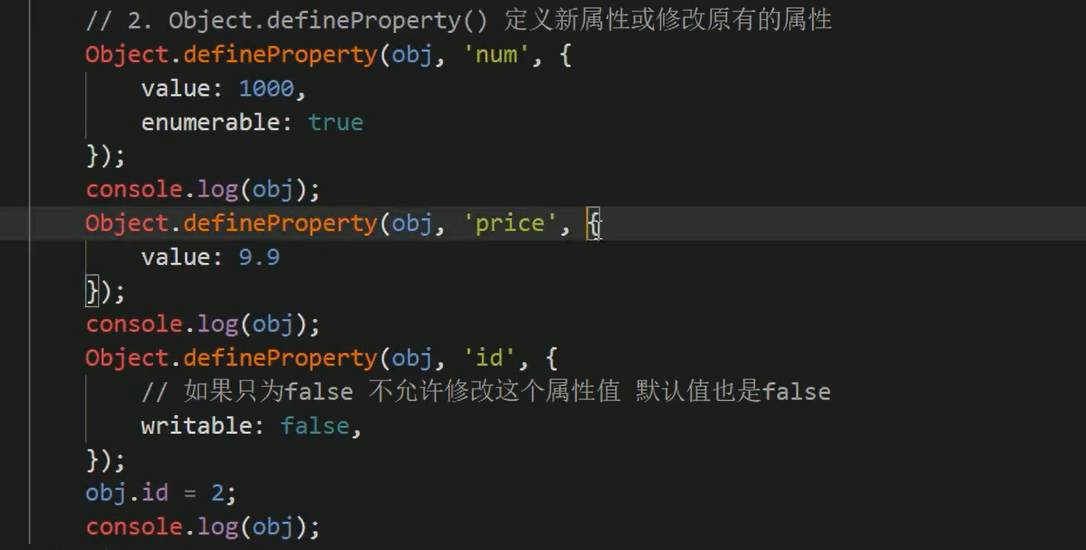 // 2. Object.defineProperty() 定义新属性或修改原有的属性
Object.defineProperty(obj, 'num', {
value: 1000,
enumerable: true
});
console.log(obj);
Object.defineProperty(obj, 'price', {
value: 9.9
});
console.log(obj);
Object.defineProperty(obj, 'id', {
// 如果只为false 不允许修改这个属性值 默认值也是false
writable: false,
});
obj.id = 2;
console.log(obj);